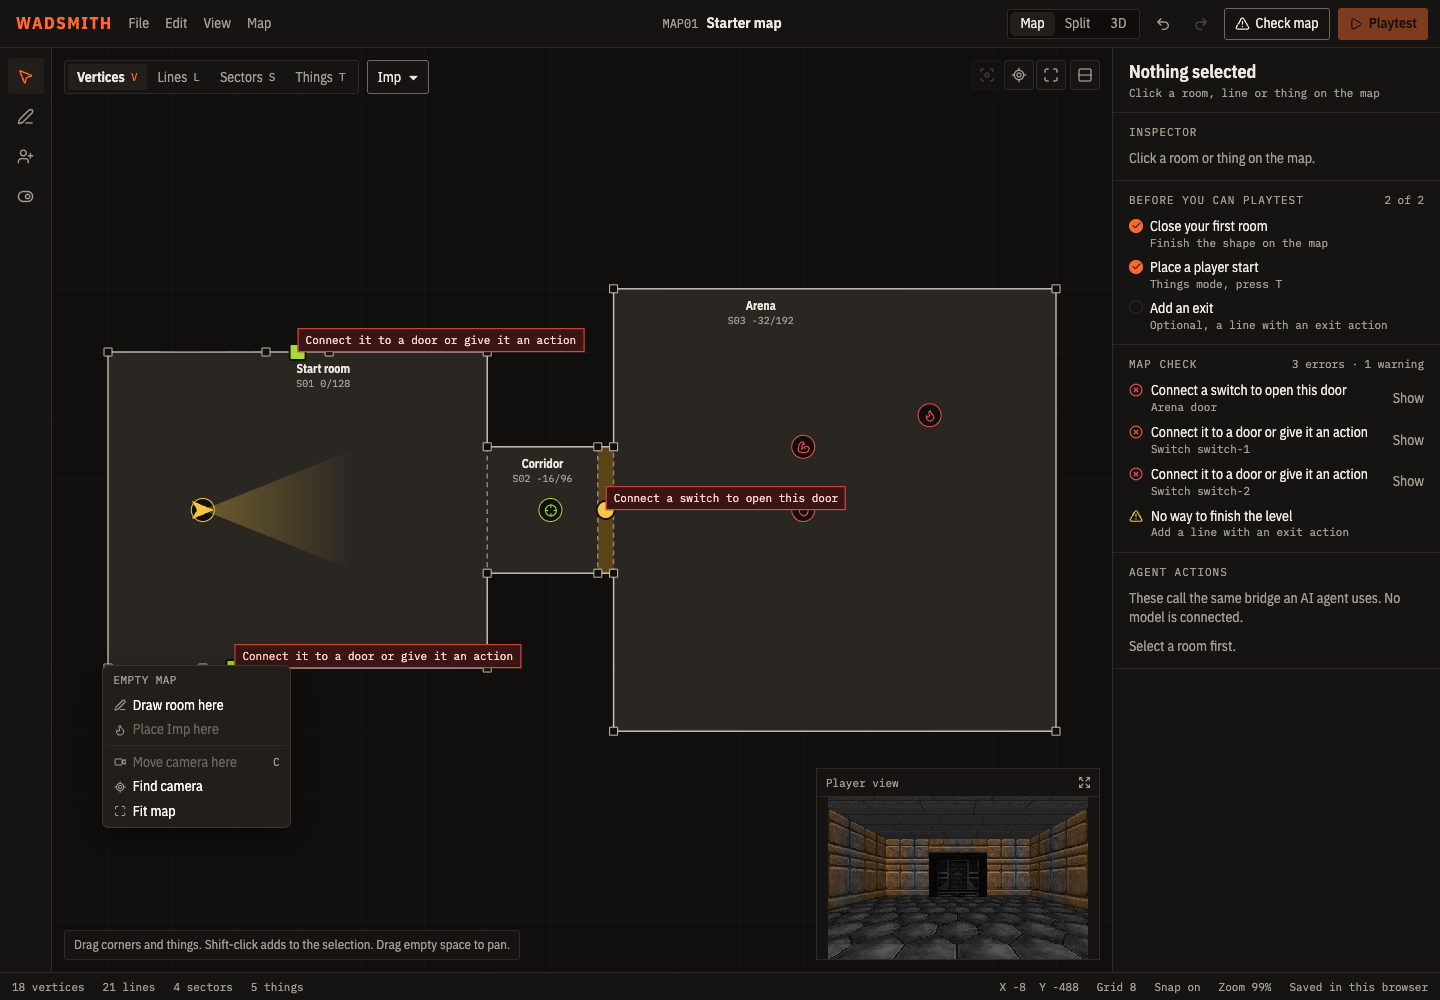 WADSMITH File Edit View Map
MAP01 Starter map
Map Split 3D Check map Playtest
Vertices V Lines L Sectors S Things T Imp
Arena
S03 -32/192
Connect it to a door or give it an action
Start room
S01 0/128
Corridor
S02 -16/96
Connect a switch to open this door
Connect it to a door or give it an action
EMPTY MAP
Draw room here
Place Imp here
Move camera here C
Find camera
Fit map
Player view
Drag corners and things. Shift-click adds to the selection. Drag empty space to pan.
Nothing selected
Click a room, line or thing on the map
INSPECTOR
Click a room or thing on the map.
BEFORE YOU CAN PLAYTEST 2 of 2
Close your first room
Finish the shape on the map
Place a player start
Things mode, press T
Add an exit
Optional, a line with an exit action
MAP CHECK 3 errors · 1 warning
Connect a switch to open this door
Arena door
Show
Connect it to a door or give it an action
Switch switch-1
Show
Connect it to a door or give it an action
Switch switch-2
Show
No way to finish the level
Add a line with an exit action
AGENT ACTIONS
These call the same bridge an AI agent uses. No
model is connected.
Select a room first.
18 vertices 21 lines 4 sectors 5 things
X -8 Y -488 Grid 8 Snap on Zoom 99% Saved in this browser